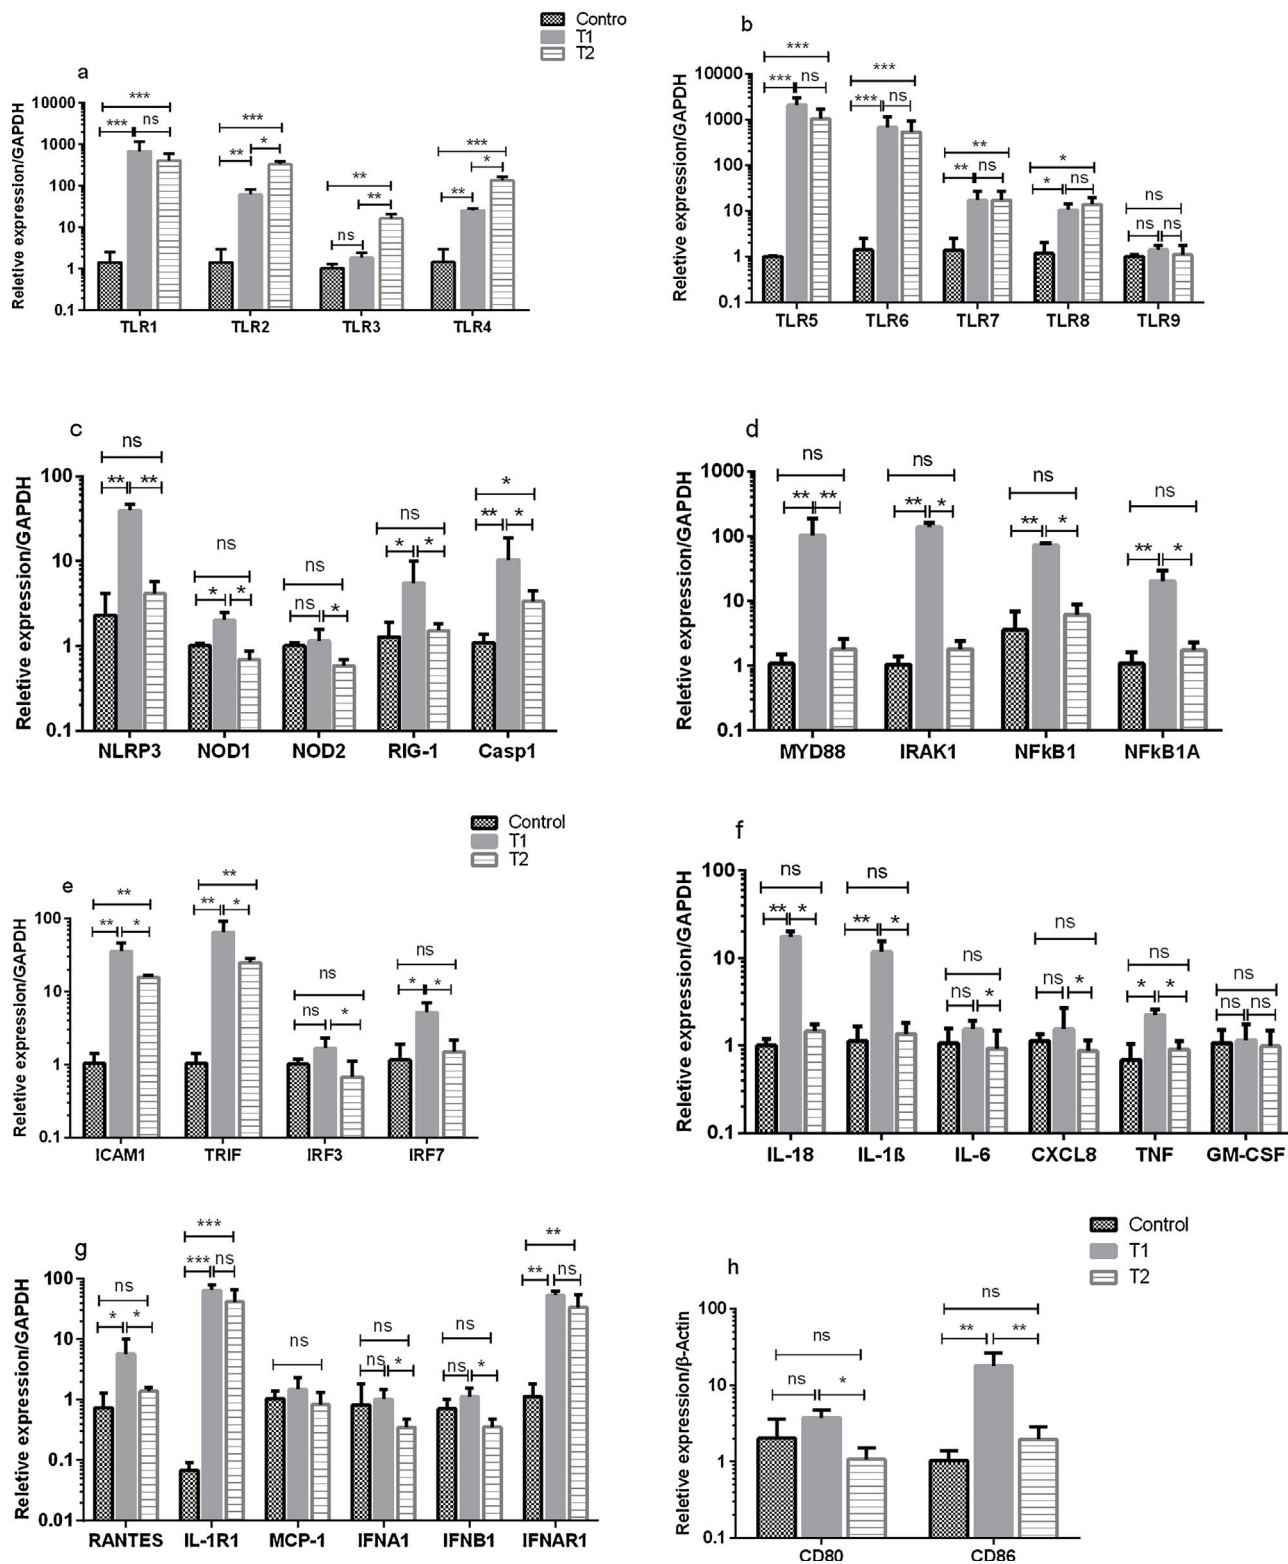 Contro
T1
T2
a
Reletive expression/GAPDH
10000
1000
100
10
1
0.1
*** *** *** **
*** ns ** * ns ** ** *
TLR1 TLR2 TLR3 TLR4
b
Reletive expression/GAPDH
10000
1000
100
10
1
0.1
*** *** ** * ns
*** ns *** ns ** ns * ns ns ns
TLR5 TLR6 TLR7 TLR8 TLR9
c
Reletive expression/GAPDH
100
10
1
0.1
ns ns ns ns *
** ** * * ns * * * ** *
NLRP3 NOD1 NOD2 RIG-1 Casp1
d
Reletive expression/GAPDH
1000
100
10
1
0.1
ns ns ns ns
** ** ** * ** * ** *
MYD88 IRAK1 NFkB1 NFkB1A
Control
T1
T2
e
Reletive expression/GAPDH
100
10
1
0.1
** ** ns ns
** * ** * ns * * *
ICAM1 TRIF IRF3 IRF7
f
Reletive expression/GAPDH
100
10
1
0.1
ns ns ns ns ns ns
** * ** * ns * ns * * * ns ns
IL-18 IL-1ß IL-6 CXCL8 TNF GM-CSF
g
Reletive expression/GAPDH
100
10
1
0.1
0.01
ns *** ns ns ns **
* * *** ns ns * ns * ** ns
RANTES IL-1R1 MCP-1 IFNA1 IFNB1 IFNAR1
Control
T1
T2
h
Reletive expression/β-Actin
100
10
1
0.1
ns ns
ns * ** **
CD80 CD86